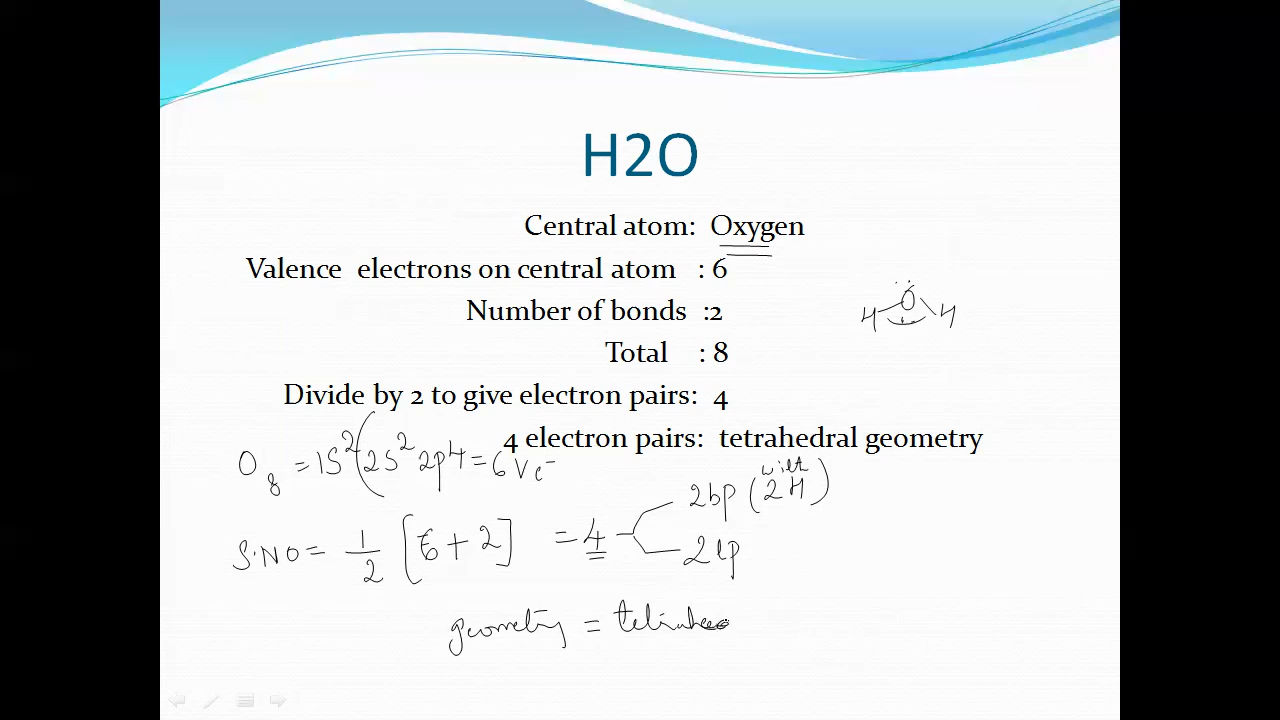 H2O
Central atom: Oxygen
Valence electrons on central atom : 6
Number of bonds :2
H O H
Total : 8
Divide by 2 to give electron pairs: 4
4 electron pairs: tetrahedral geometry
O8 = 1S² (2S² 2p4 = 6 Ve⁻
2bp (with 2H)
S.NO = 1/2 [6+2] = 4
2lp
geometry =